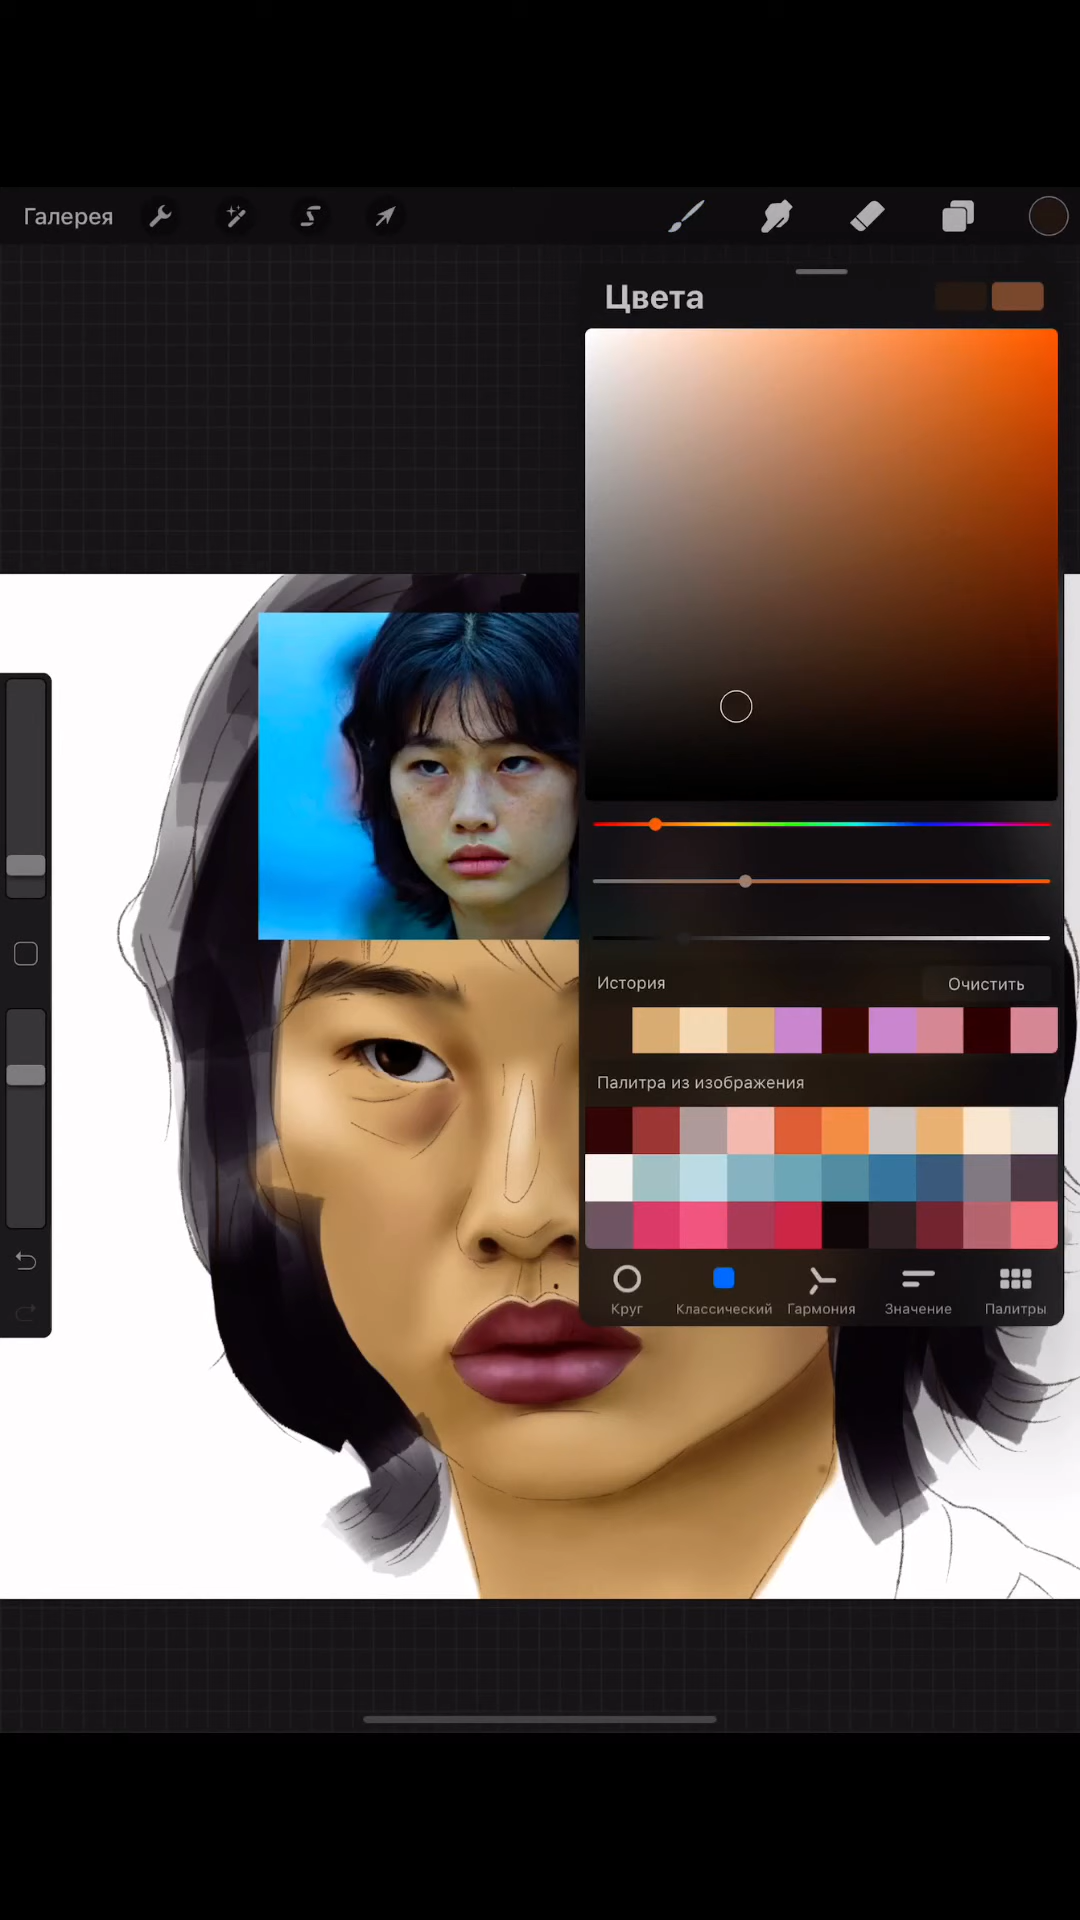 Галерея
Цвета
История
Очистить
Палитра из изображения
Круг
Классический
Гармония
Значение
Палитры